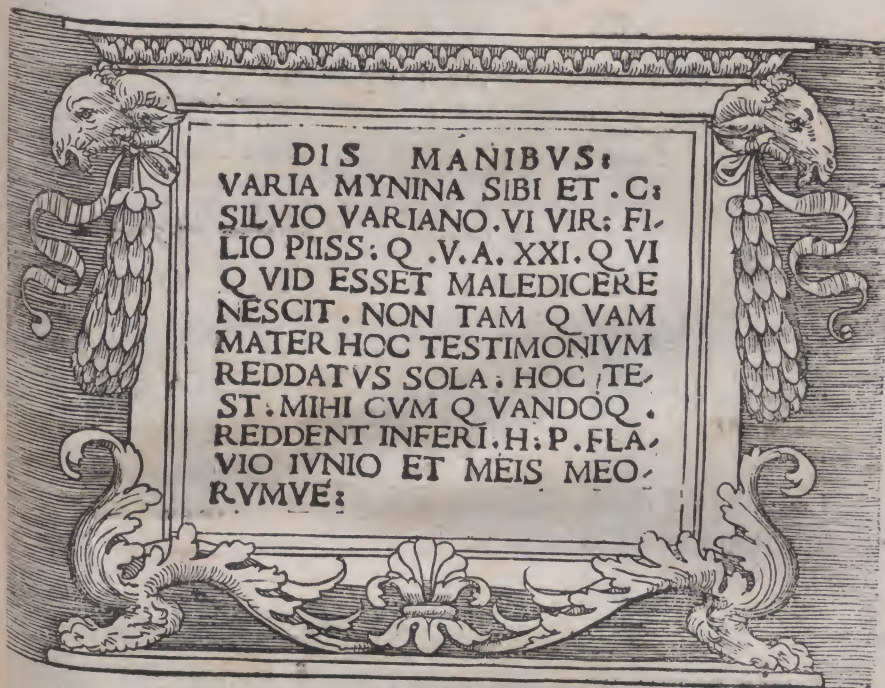 DIS MANIBVS:
VARIA MYNINA SIBI ET .C:
SILVIO VARIANO.VI VIR: FI-
LIO PIISS: Q .V.A. XXI.Q VI
Q VID ESSET MALEDICERE
NESCIT . NON TAM Q VAM
MATER HOC TESTIMONIVM
REDDATVS SOLA : HOC TE-
ST: MIHI CVM Q VANDOQ .
REDDENT INFERI.H:P.FLA-
VIO IVNIO ET MEIS MEO-
RVMVE: